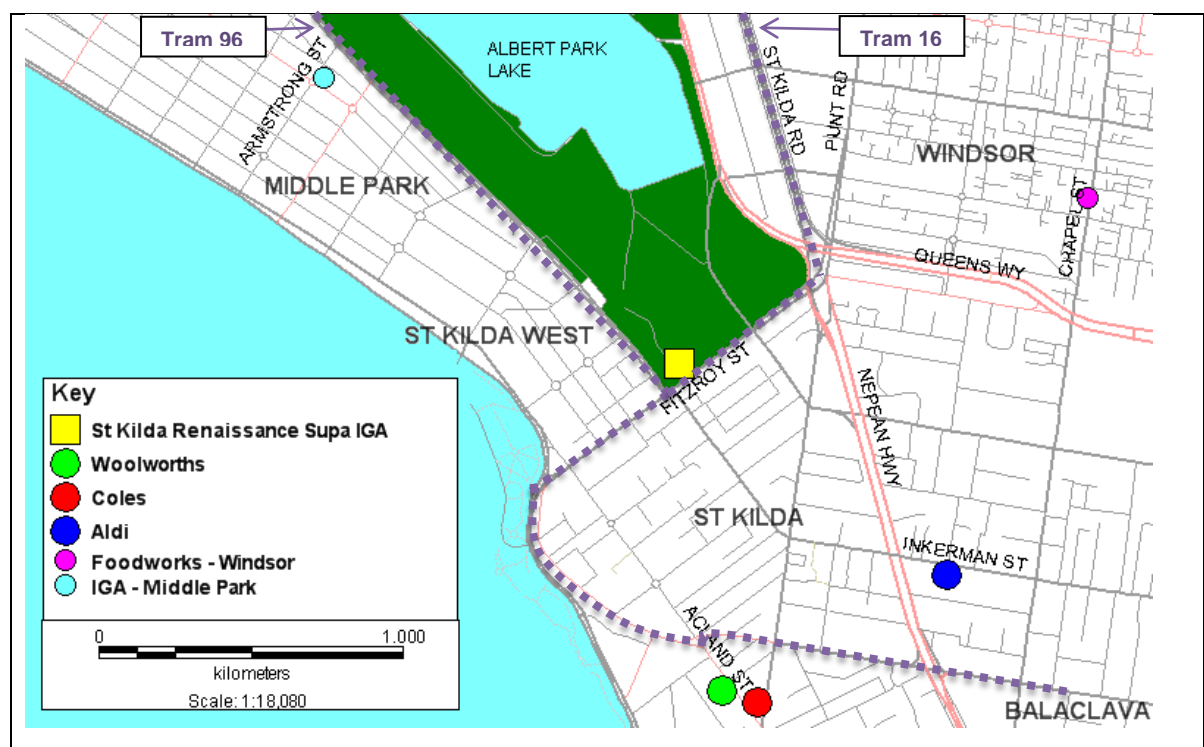 Tram 96
Tram 16
ALBERT PARK
LAKE
ARMSTRONG ST
ST KILDA RD
PUNT RD
WINDSOR
MIDDLE PARK
CHAPEL ST
QUEENS WY
ST KILDA WEST
FITZROY ST
NEPEAN HWY
Key
St Kilda Renaissance Supa IGA
Woolworths
Coles
Aldi
Foodworks - Windsor
IGA - Middle Park
ST KILDA
INKERMAN ST
ACLAND ST
0 1.000
kilometers
Scale: 1:18,080
BALACLAVA